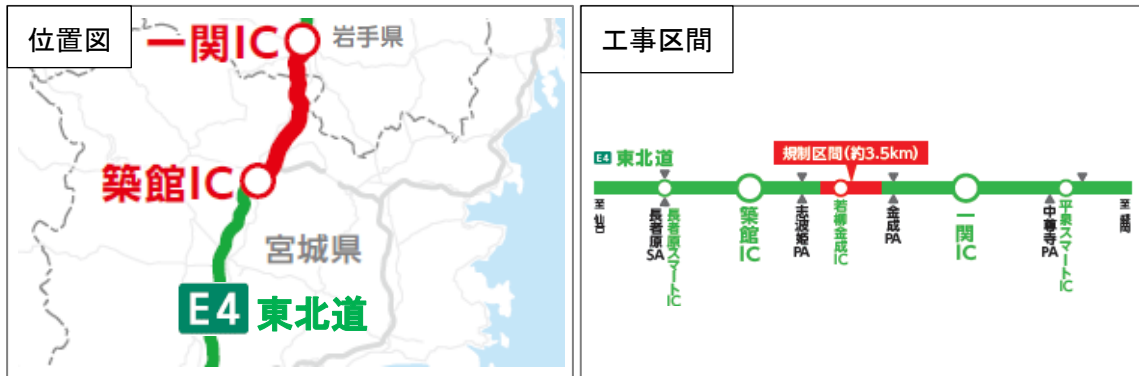 位置図
一関IC
岩手県
築館IC
宮城県
E4 東北道
工事区間
E4 東北道
規制区間(約3.5km)
至仙台
長者原SA
長者原スマートIC
築館IC
志波姫PA
若柳金成IC
金成PA
一関IC
中尊寺PA
平泉スマートIC
至盛岡